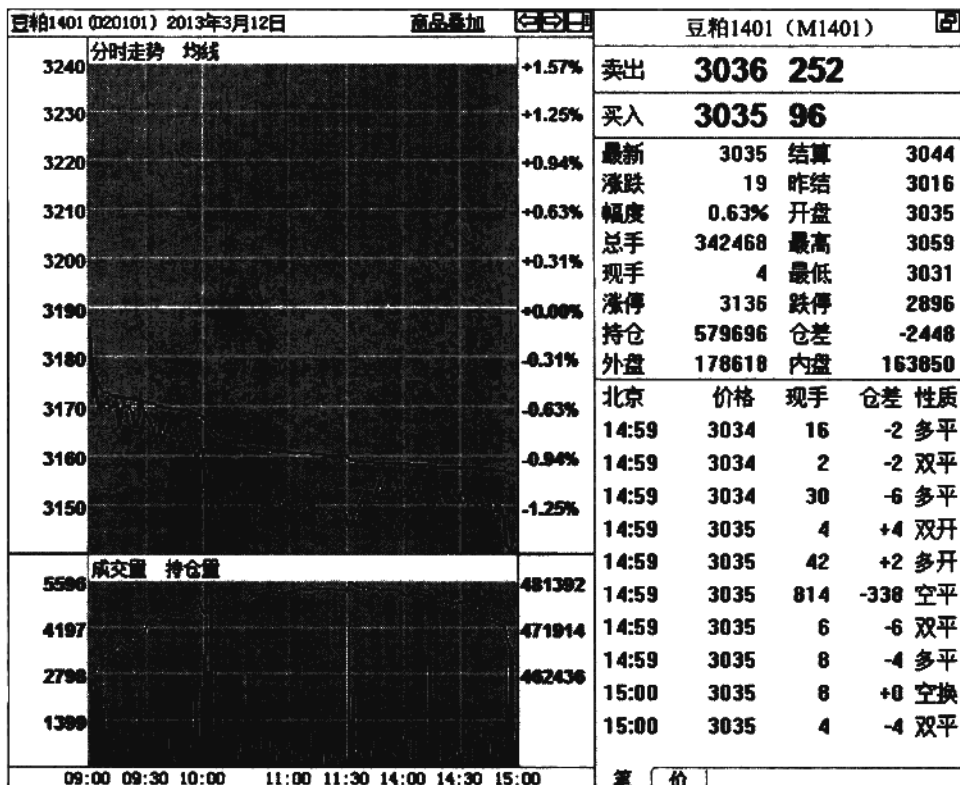 豆粕1401 (020101) 2013年3月12日 商品叠加
分时走势 均线
3240 +1.57%
3230 +1.25%
3220 +0.94%
3210 +0.63%
3200 +0.31%
3190 +0.00%
3180 -0.31%
3170 -0.63%
3160 -0.94%
3150 -1.25%
成交量 持仓量
5596 481392
4197 471914
2798 462436
1399
09:00 09:30 10:00 11:00 11:30 14:00 14:30 15:00
豆粕1401 (M1401)
卖出 3036 252
买入 3035 96
最新 3035 结算 3044
涨跌 19 昨结 3016
幅度 0.63% 开盘 3035
总手 342468 最高 3059
现手 4 最低 3031
涨停 3136 跌停 2896
持仓 579696 仓差 -2448
外盘 178618 内盘 163850
北京 价格 现手 仓差 性质
14:59 3034 16 -2 多平
14:59 3034 2 -2 双平
14:59 3034 30 -6 多平
14:59 3035 4 +4 双开
14:59 3035 42 +2 多开
14:59 3035 814 -338 空平
14:59 3035 6 -6 双平
14:59 3035 8 -4 多平
15:00 3035 8 +0 空换
15:00 3035 4 -4 双平
笔 价